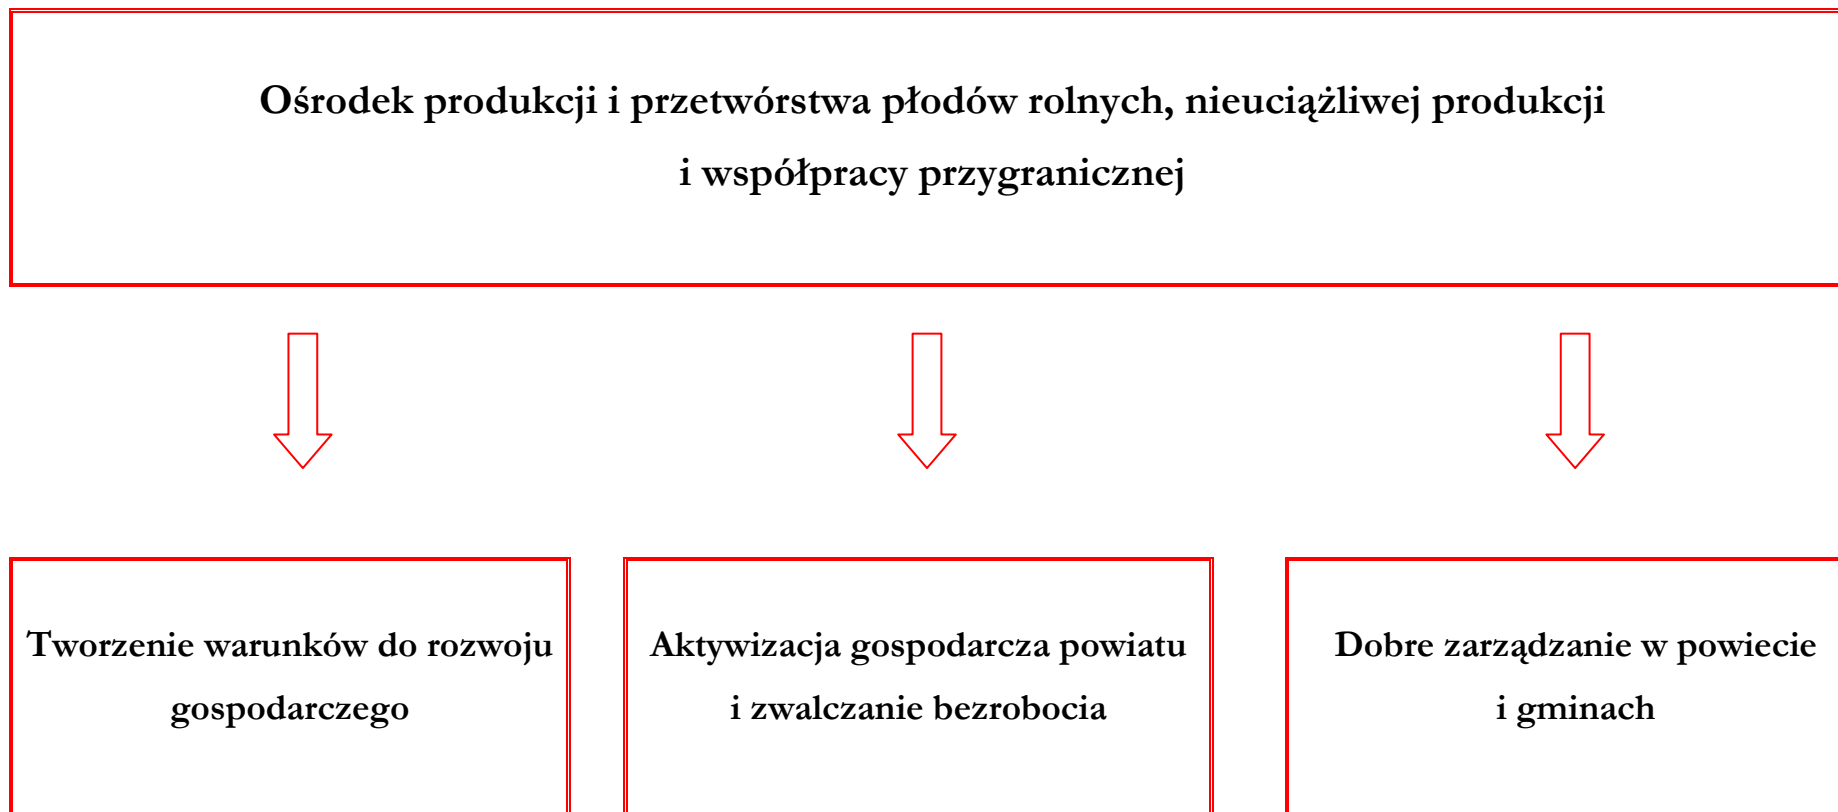 Ośrodek produkcji i przetwórstwa płodów rolnych, nieuciążliwej produkcji
i współpracy przygranicznej
Tworzenie warunków do rozwoju
gospodarczego
Aktywizacja gospodarcza powiatu
i zwalczanie bezrobocia
Dobre zarządzanie w powiecie
i gminach